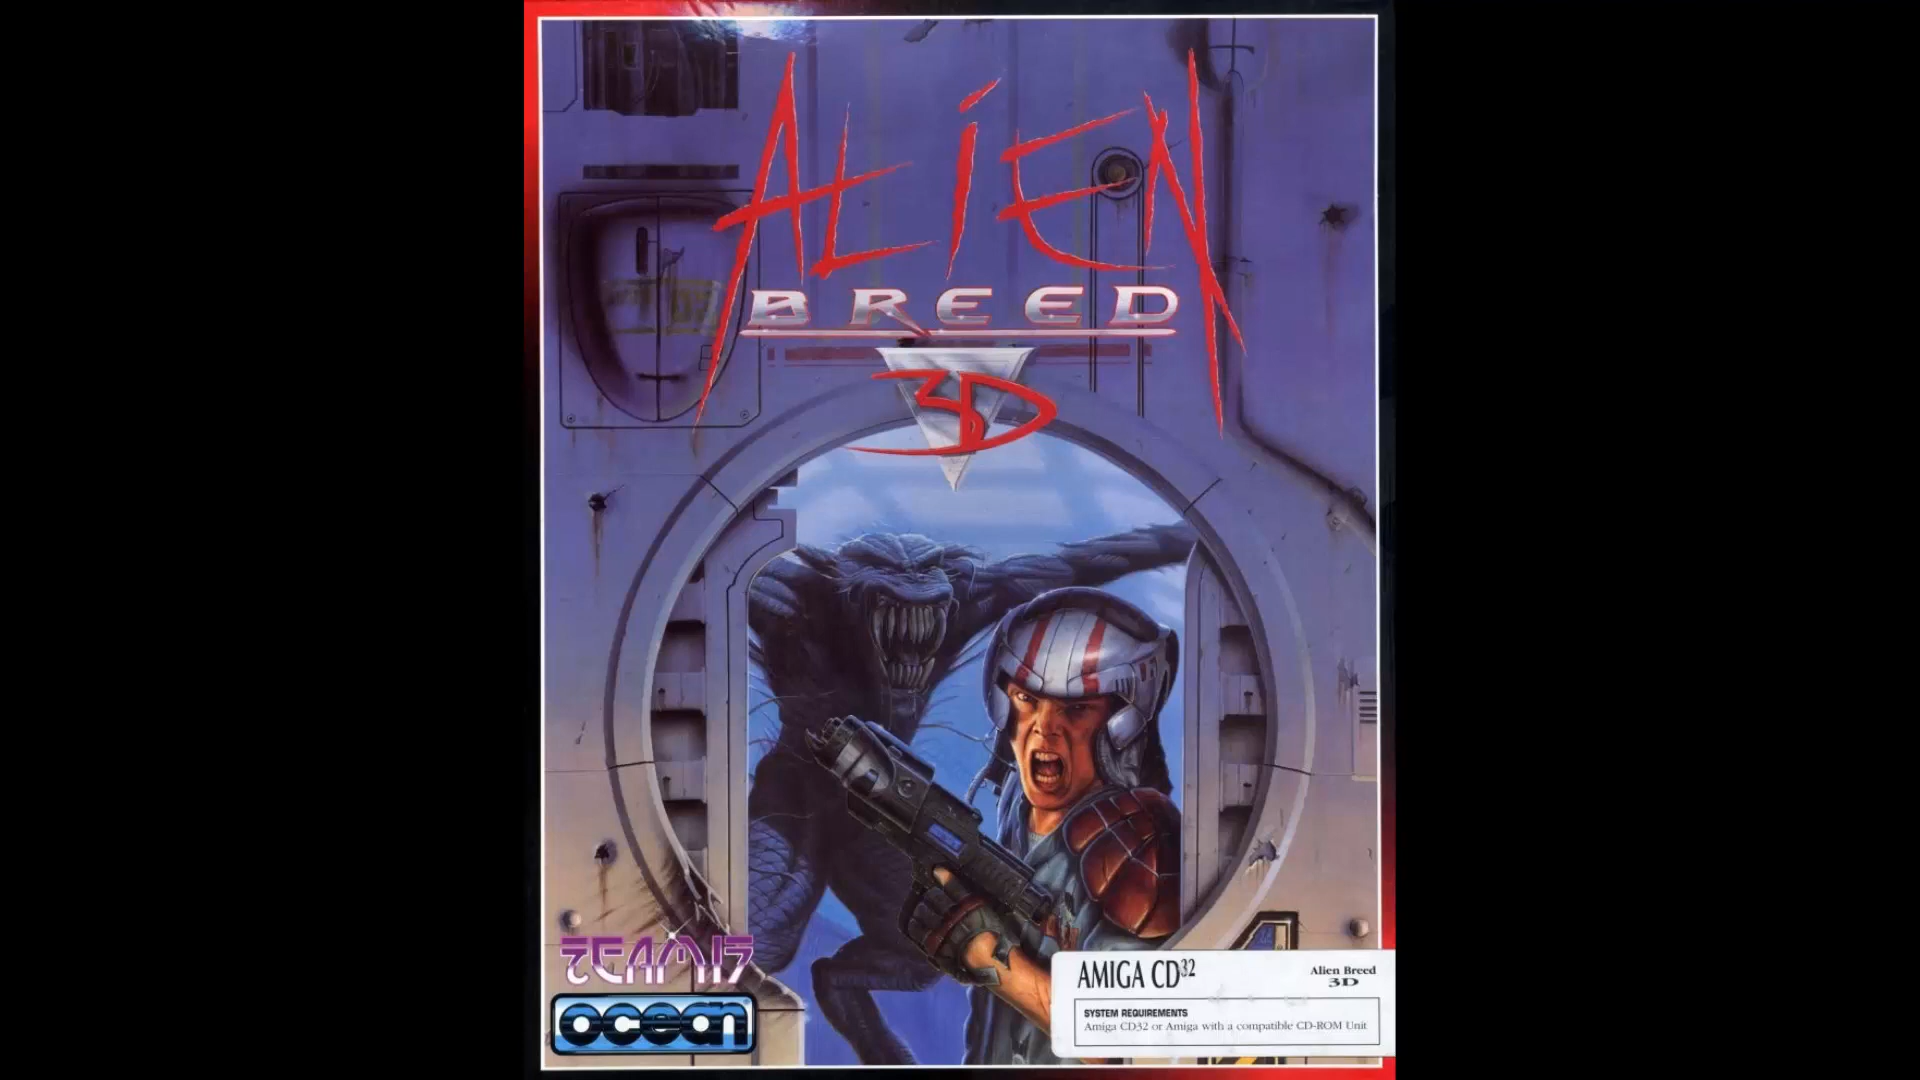 ALIEN
BREED
3D
TEAM17
ocean
AMIGA CD32
Alien Breed
3D
SYSTEM REQUIREMENTS
Amiga CD32 or Amiga with a compatible CD-ROM Unit